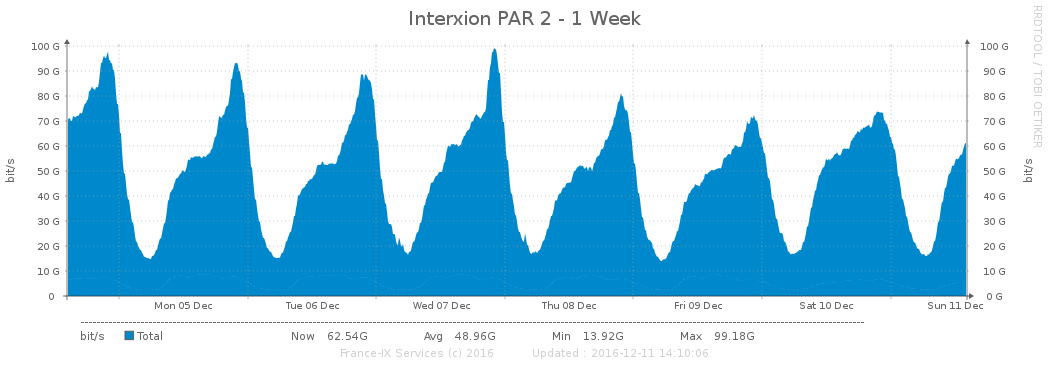 Interxion PAR 2 - 1 Week
RRDTOOL / TOBI OETIKER
100 G
100 G
90 G
90 G
80 G
80 G
70 G
70 G
60 G
60 G
50 G
50 G
40 G
40 G
30 G
30 G
20 G
20 G
10 G
10 G
0
0 G
bit/s
bit/s
Mon 05 Dec Tue 06 Dec Wed 07 Dec Thu 08 Dec Fri 09 Dec Sat 10 Dec Sun 11 Dec
bit/s Total Now 62.54G Avg 48.96G Min 13.92G Max 99.18G
France-IX Services (c) 2016 Updated : 2016-12-11 14:10:06